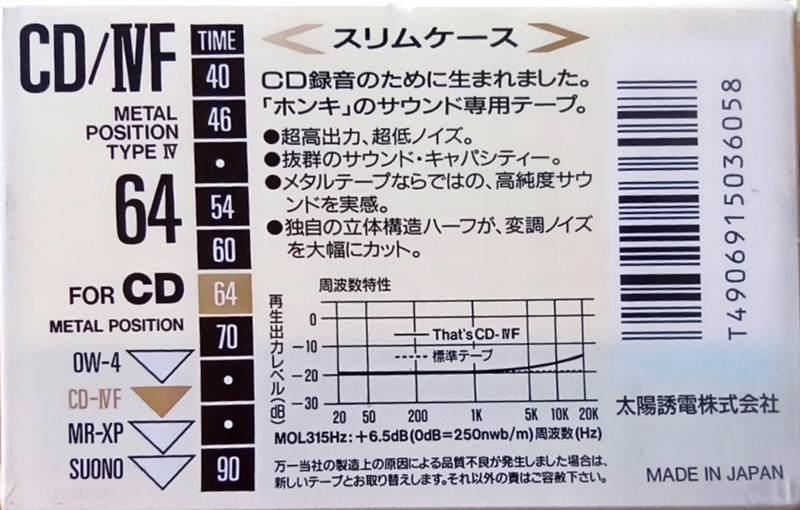 CD/ⅣF
METAL
POSITION
TYPE Ⅳ
64
FOR CD
METAL POSITION
OW-4
CD-ⅣF
MR-XP
SUONO
TIME
40
46
•
54
60
64
70
•
•
90
スリムケース
CD録音のために生まれました。
「ホンキ」のサウンド専用テープ。
●超高出力、超低ノイズ。
●抜群のサウンド・キャパシティー。
●メタルテープならではの、高純度サウ
ンドを実感。
●独自の立体構造ハーフが、変調ノイズ
を大幅にカット。
周波数特性
再生出力レベル(dB)
0
-10
-20
-30
That's CD-ⅣF
標準テープ
20 50 200 1K 5K 10K 20K
MOL315Hz:+6.5dB(0dB=250nwb/m)周波数(Hz)
万一当社の製造上の原因による品質不良が発生しました場合は、
新しいテープとお取り替えします。それ以外の責はご容赦下さい。
T4906915036058
太陽誘電株式会社
MADE IN JAPAN